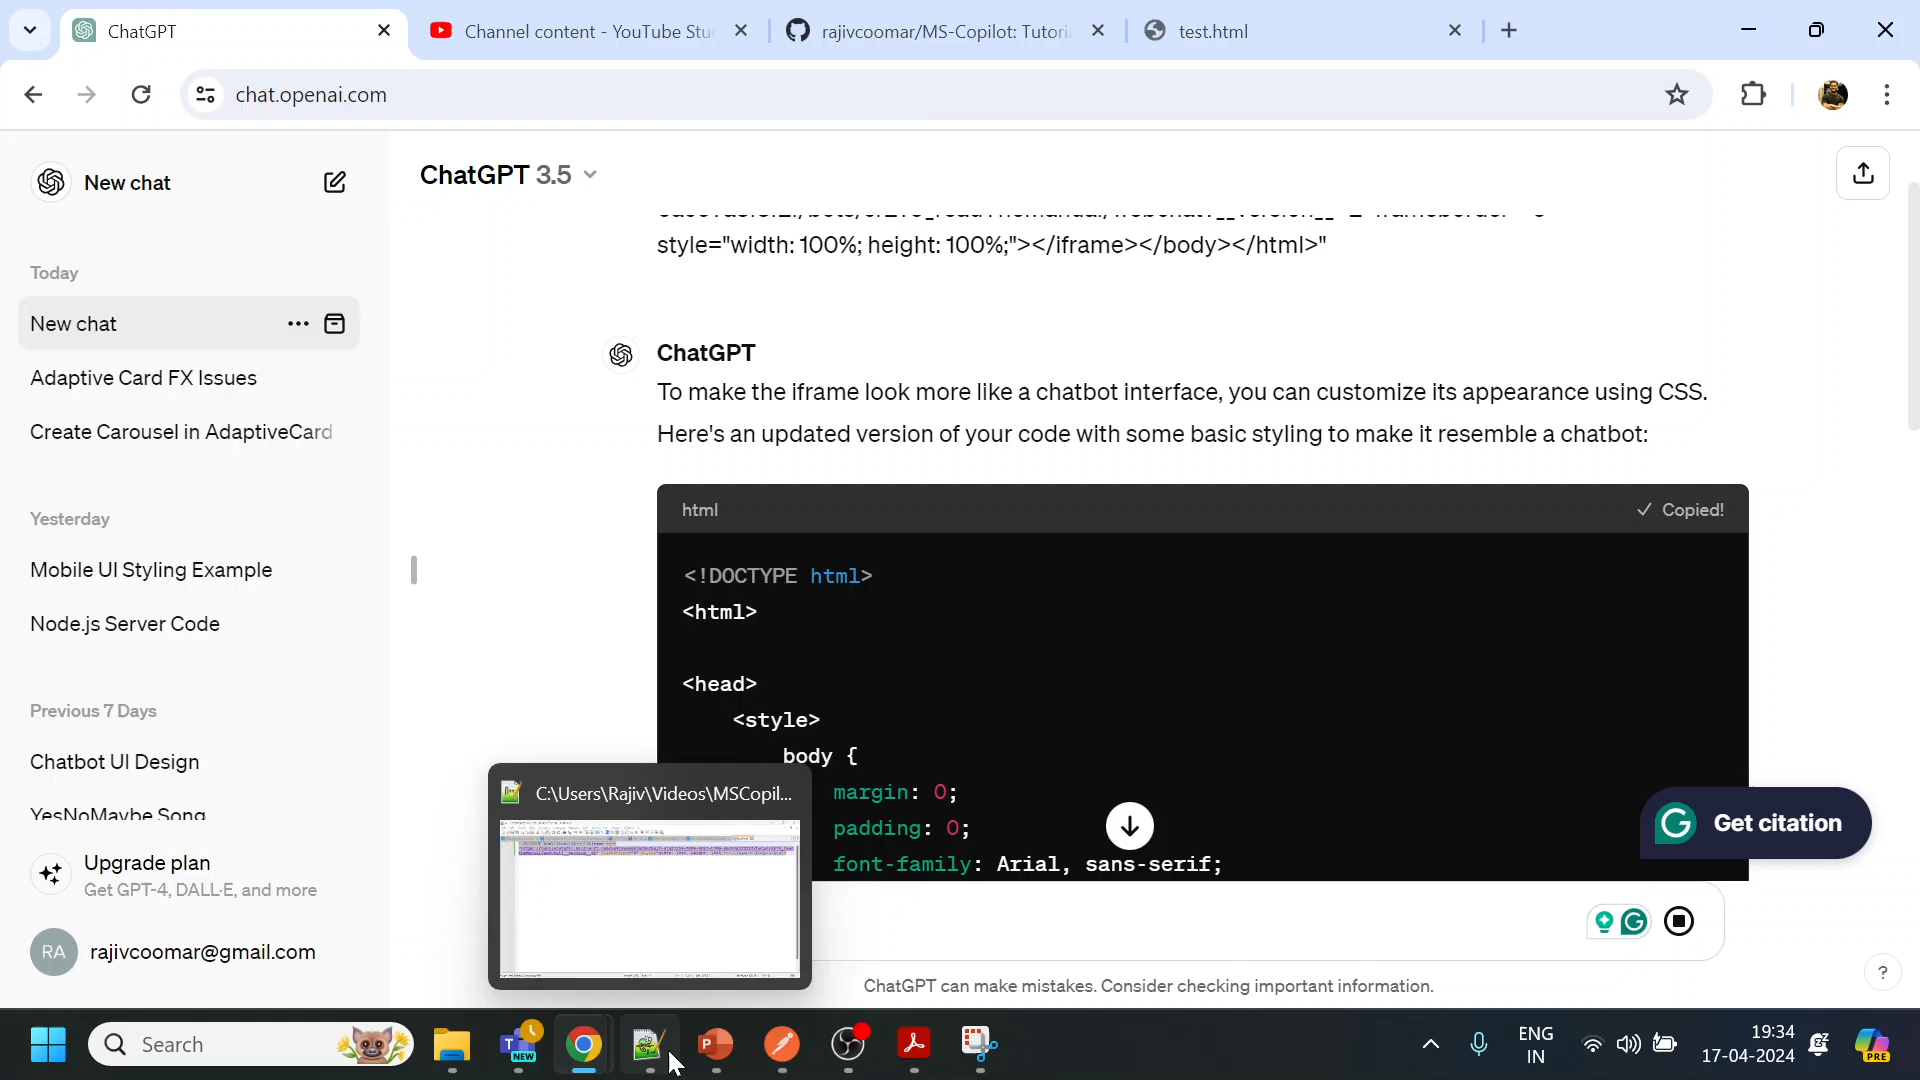 ChatGPT
Channel content - YouTube Stu
rajivcoomar/MS-Copilot: Tutori
test.html
chat.openai.com
New chat
ChatGPT 3.5
style="width: 100%; height: 100%;"></iframe></body></html>"
Today
New chat
Adaptive Card FX Issues
Create Carousel in AdaptiveCard
Yesterday
Mobile UI Styling Example
Node.js Server Code
Previous 7 Days
Chatbot UI Design
YesNoMaybe Song
Upgrade plan
Get GPT-4, DALL·E, and more
RA
rajivcoomar@gmail.com
ChatGPT
To make the iframe look more like a chatbot interface, you can customize its appearance using CSS.
Here's an updated version of your code with some basic styling to make it resemble a chatbot:
html
Copied!
<!DOCTYPE html>
<html>
<head>
<style>
body {
margin: 0;
padding: 0;
font-family: Arial, sans-serif;
C:\Users\Rajiv\Videos\MSCopil...
Get citation
ChatGPT can make mistakes. Consider checking important information.
?
Search
NEW
ENG
IN
19:34
17-04-2024
PRE